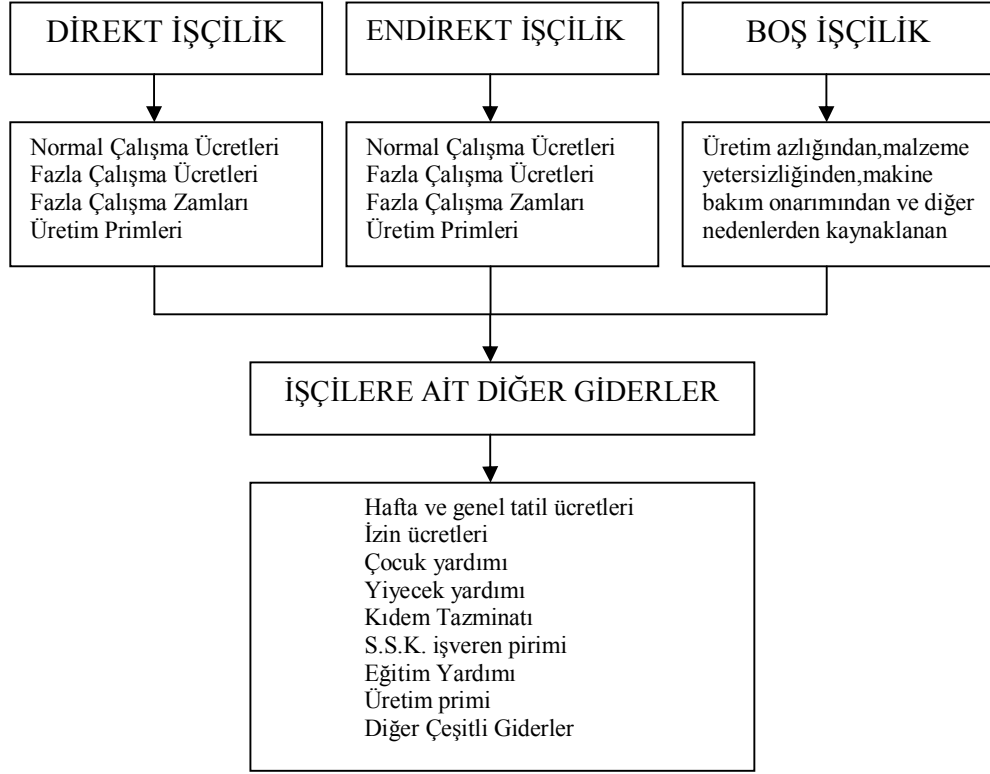 DİREKT İŞÇİLİK
ENDİREKT İŞÇİLİK
BOŞ İŞÇİLİK
Normal Çalışma Ücretleri
Fazla Çalışma Ücretleri
Fazla Çalışma Zamları
Üretim Primleri
Normal Çalışma Ücretleri
Fazla Çalışma Ücretleri
Fazla Çalışma Zamları
Üretim Primleri
Üretim azlığından,malzeme
yetersizliğinden,makine
bakım onarımından ve diğer
nedenlerden kaynaklanan
İŞÇİLERE AİT DİĞER GİDERLER
Hafta ve genel tatil ücretleri
İzin ücretleri
Çocuk yardımı
Yiyecek yardımı
Kıdem Tazminatı
S.S.K. işveren pirimi
Eğitim Yardımı
Üretim primi
Diğer Çeşitli Giderler